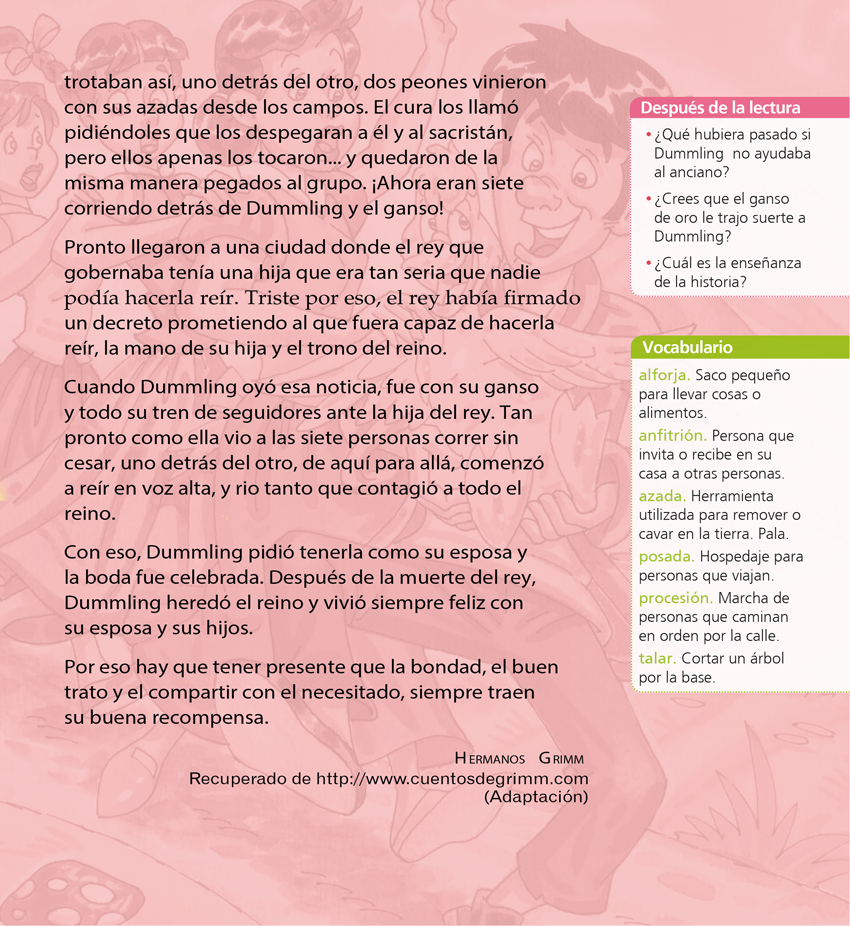 trotaban así, uno detrás del otro, dos peones vinieron
con sus azadas desde los campos. El cura los llamó
pidiéndoles que los despegaran a él y al sacristán,
pero ellos apenas los tocaron... y quedaron de la
misma manera pegados al grupo. ¡Ahora eran siete
corriendo detrás de Dummling y el ganso!
Pronto llegaron a una ciudad donde el rey que
gobernaba tenía una hija que era tan seria que nadie
podía hacerla reír. Triste por eso, el rey había firmado
un decreto prometiendo al que fuera capaz de hacerla
reír, la mano de su hija y el trono del reino.
Cuando Dummling oyó esa noticia, fue con su ganso
y todo su tren de seguidores ante la hija del rey. Tan
pronto como ella vio a las siete personas correr sin
cesar, uno detrás del otro, de aquí para allá, comenzó
a reír en voz alta, y rio tanto que contagió a todo el
reino.
Con eso, Dummling pidió tenerla como su esposa y
la boda fue celebrada. Después de la muerte del rey,
Dummling heredó el reino y vivió siempre feliz con
su esposa y sus hijos.
Por eso hay que tener presente que la bondad, el buen
trato y el compartir con el necesitado, siempre traen
su buena recompensa.
HERMANOS GRIMM
Recuperado de http://www.cuentosdegrimm.com
(Adaptación)
Después de la lectura
• ¿Qué hubiera pasado si
Dummling no ayudaba
al anciano?
• ¿Crees que el ganso
de oro le trajo suerte a
Dummling?
• ¿Cuál es la enseñanza
de la historia?
Vocabulario
alforja. Saco pequeño
para llevar cosas o
alimentos.
anfitrión. Persona que
invita o recibe en su
casa a otras personas.
azada. Herramienta
utilizada para remover o
cavar en la tierra. Pala.
posada. Hospedaje para
personas que viajan.
procesión. Marcha de
personas que caminan
en orden por la calle.
talar. Cortar un árbol
por la base.